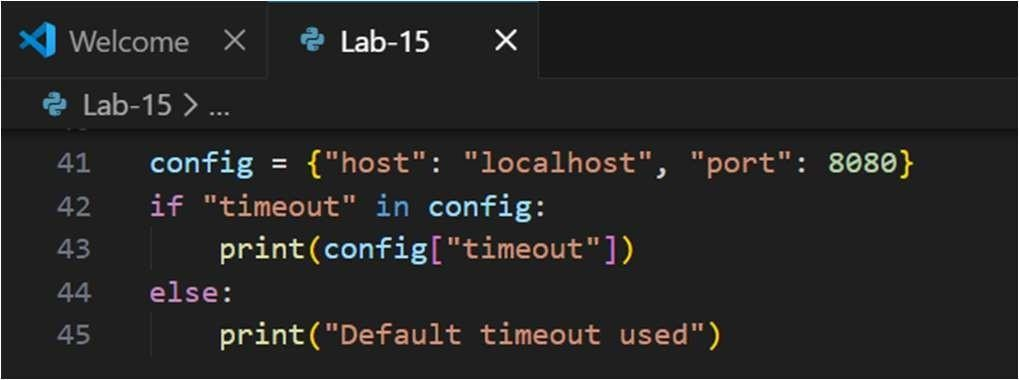 Welcome Lab-15
Lab-15 > ...
41 config = {"host": "localhost", "port": 8080}
42 if "timeout" in config:
43     print(config["timeout"])
44 else:
45     print("Default timeout used")